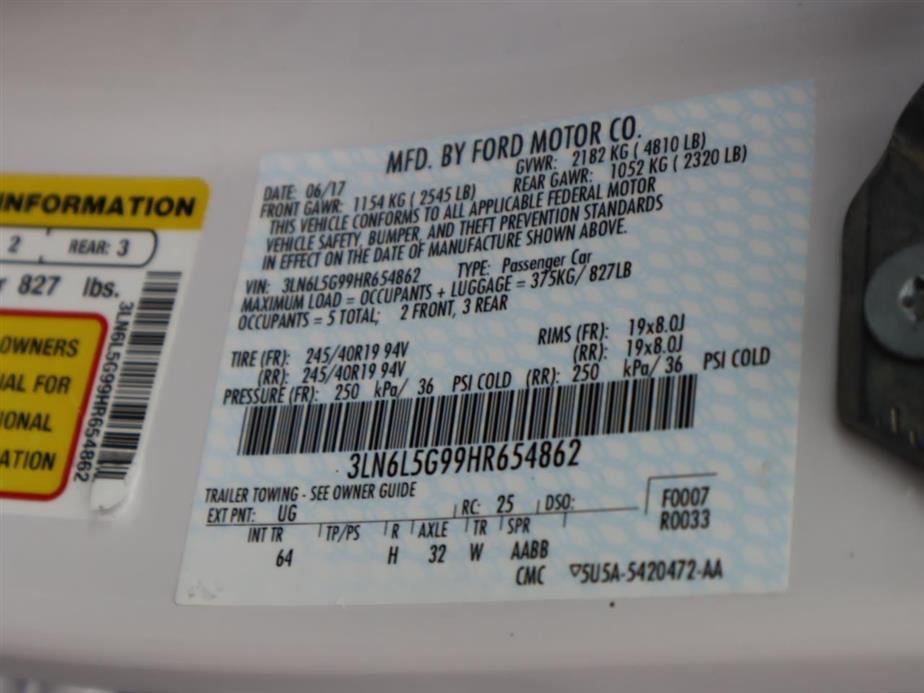 INFORMATION
2 REAR: 3
827 lbs.
OWNERS
FOR
3LN6L5G99HR654862
MFD. BY FORD MOTOR CO.
DATE: 06/17 GVWR: 2182 KG ( 4810 LB)
FRONT GAWR: 1154 KG ( 2545 LB) REAR GAWR: 1052 KG ( 2320 LB)
THIS VEHICLE CONFORMS TO ALL APPLICABLE FEDERAL MOTOR
VEHICLE SAFETY, BUMPER, AND THEFT PREVENTION STANDARDS
IN EFFECT ON THE DATE OF MANUFACTURE SHOWN ABOVE.
VIN: 3LN6L5G99HR654862 TYPE: Passenger Car
MAXIMUM LOAD = OCCUPANTS + LUGGAGE = 375KG/ 827LB
OCCUPANTS = 5 TOTAL; 2 FRONT, 3 REAR
TIRE (FR): 245/40R19 94V RIMS (FR): 19x8.0J
(RR): 245/40R19 94V (RR): 19x8.0J
PRESSURE (FR): 250 kPa/ 36 PSI COLD (RR): 250 kPa/ 36 PSI COLD
3LN6L5G99HR654862
TRAILER TOWING - SEE OWNER GUIDE
EXT PNT: UG RC: 25 DSO: F0007
R0033
INT TR TP/PS R AXLE TR SPR
64 H 32 W AABB
CMC ▽5U5A-5420472-AA